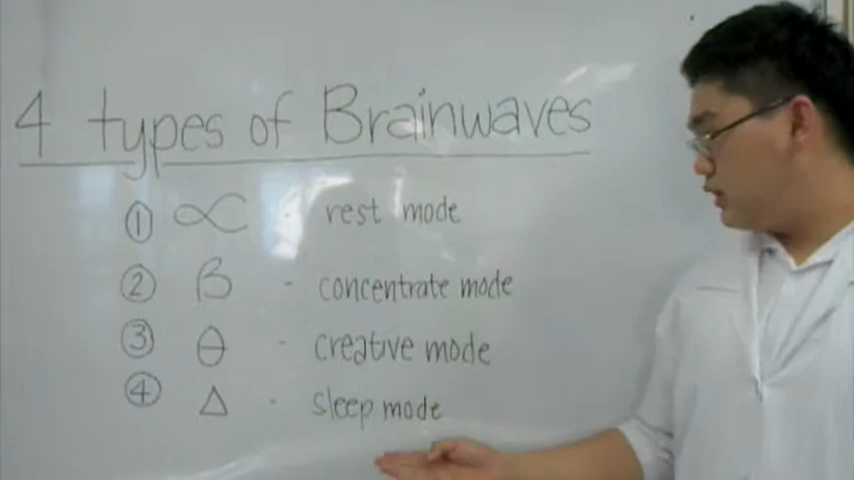 4 types of Brainwaves
① ∝ rest mode
② β - concentrate mode
③ θ - creative mode
④ Δ - sleep mode